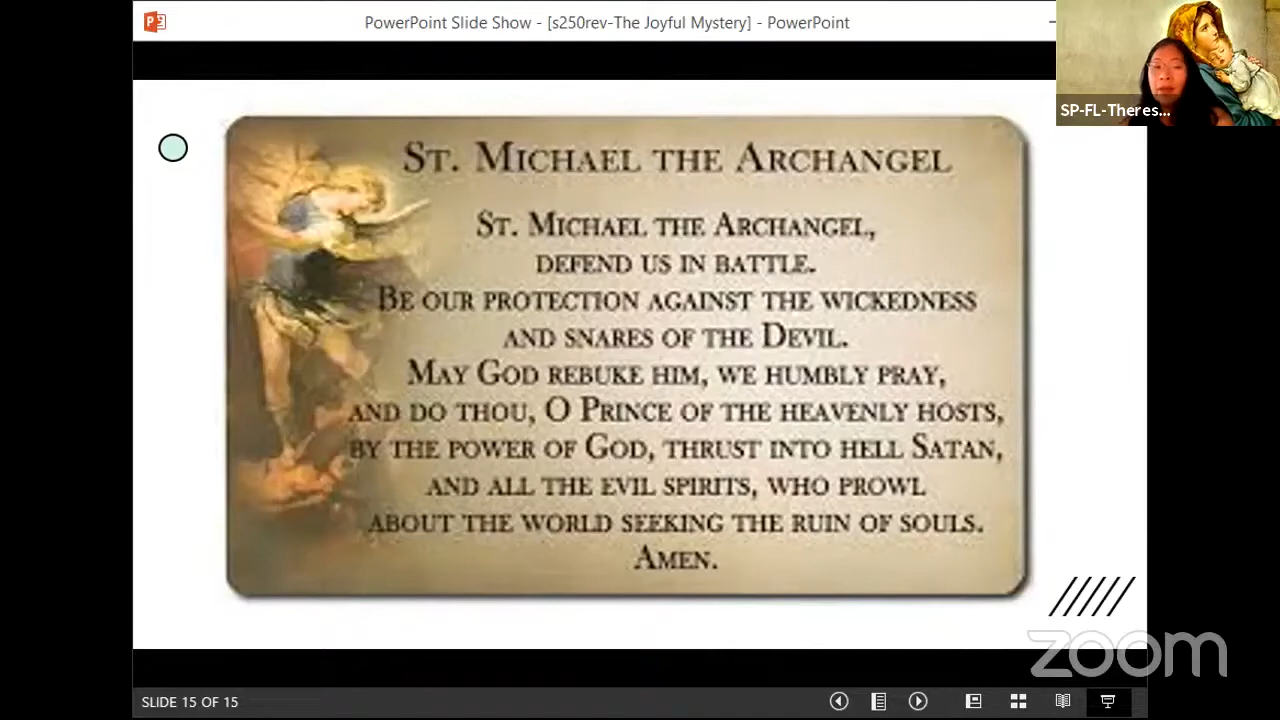 PowerPoint Slide Show - [s250rev-The Joyful Mystery] - PowerPoint
SP-FL-Theres...
ST. MICHAEL THE ARCHANGEL
ST. MICHAEL THE ARCHANGEL,
DEFEND US IN BATTLE.
BE OUR PROTECTION AGAINST THE WICKEDNESS
AND SNARES OF THE DEVIL.
MAY GOD REBUKE HIM, WE HUMBLY PRAY,
AND DO THOU, O PRINCE OF THE HEAVENLY HOSTS,
BY THE POWER OF GOD, THRUST INTO HELL SATAN,
AND ALL THE EVIL SPIRITS, WHO PROWL
ABOUT THE WORLD SEEKING THE RUIN OF SOULS.
AMEN.
zoom
SLIDE 15 OF 15